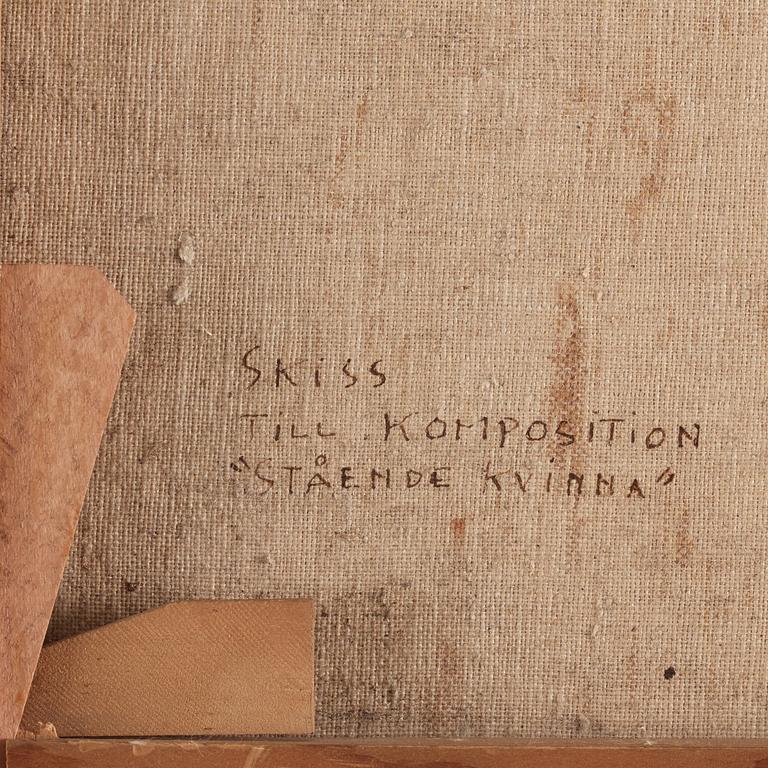 SKiSS
TILL KOMPOSITION
"STÅENDE KViNNA"